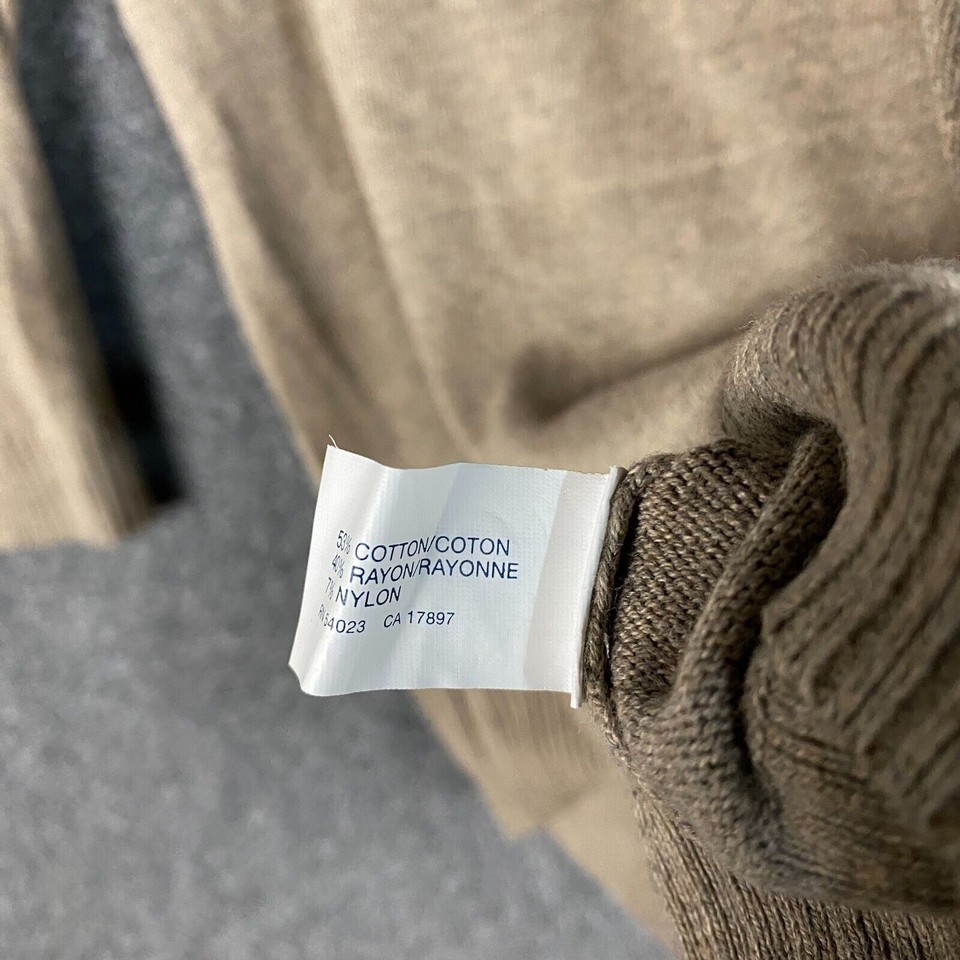 53% COTTON/COTON
40% RAYON/RAYONNE
7% NYLON
RN 54023 CA 17897